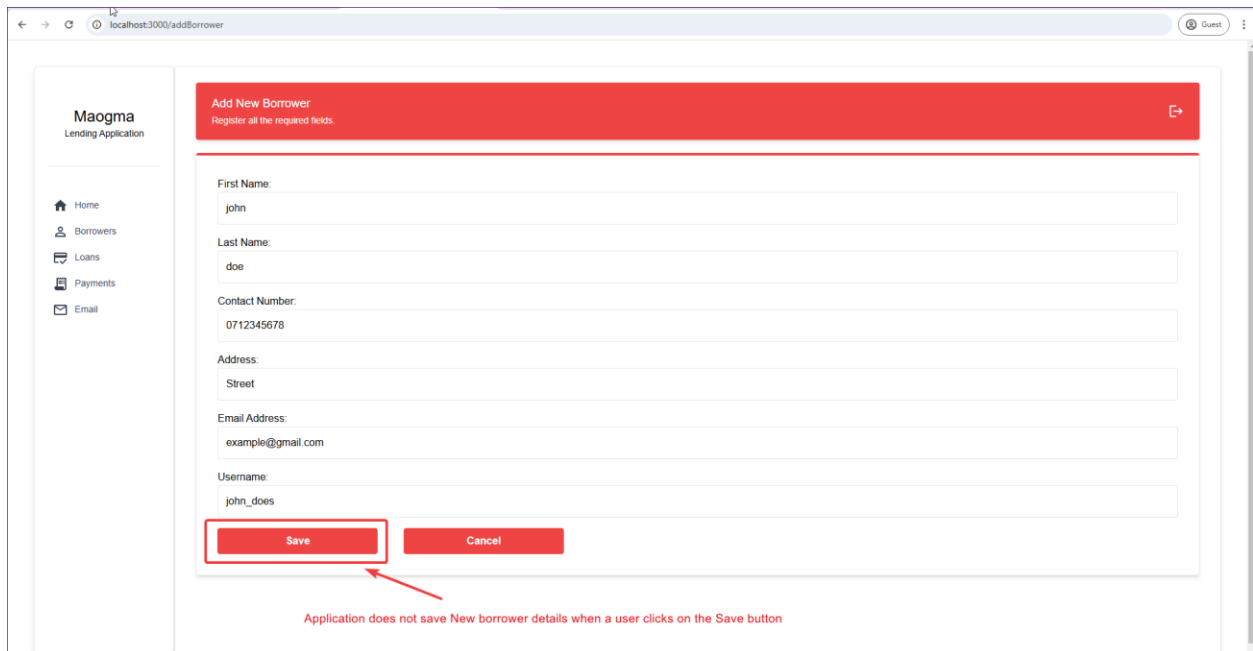 localhost:3000/addBorrower
Guest
Maogma
Lending Application
Home
Borrowers
Loans
Payments
Email
Add New Borrower
Register all the required fields.
First Name:
john
Last Name:
doe
Contact Number:
0712345678
Address:
Street
Email Address:
example@gmail.com
Username:
john_does
Save
Cancel
Application does not save New borrower details when a user clicks on the Save button